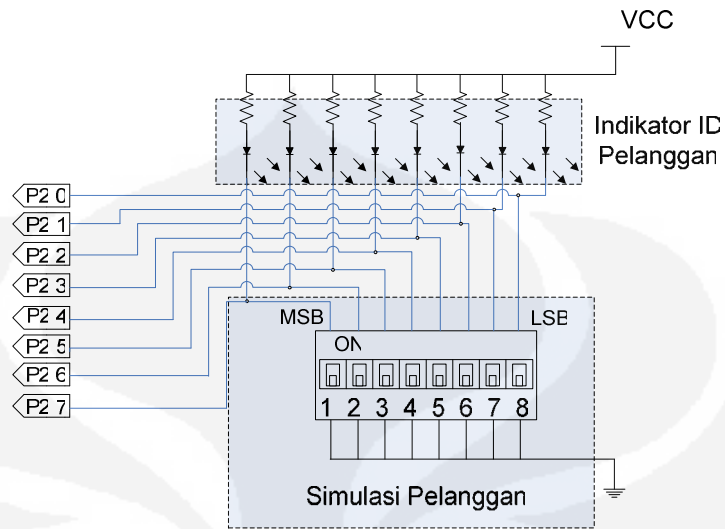 VCC
Indikator ID
Pelanggan
P2 0
P2 1
P2 2
P2 3
P2 4
P2 5
P2 6
P2 7
MSB
LSB
ON
1 2 3 4 5 6 7 8
Simulasi Pelanggan